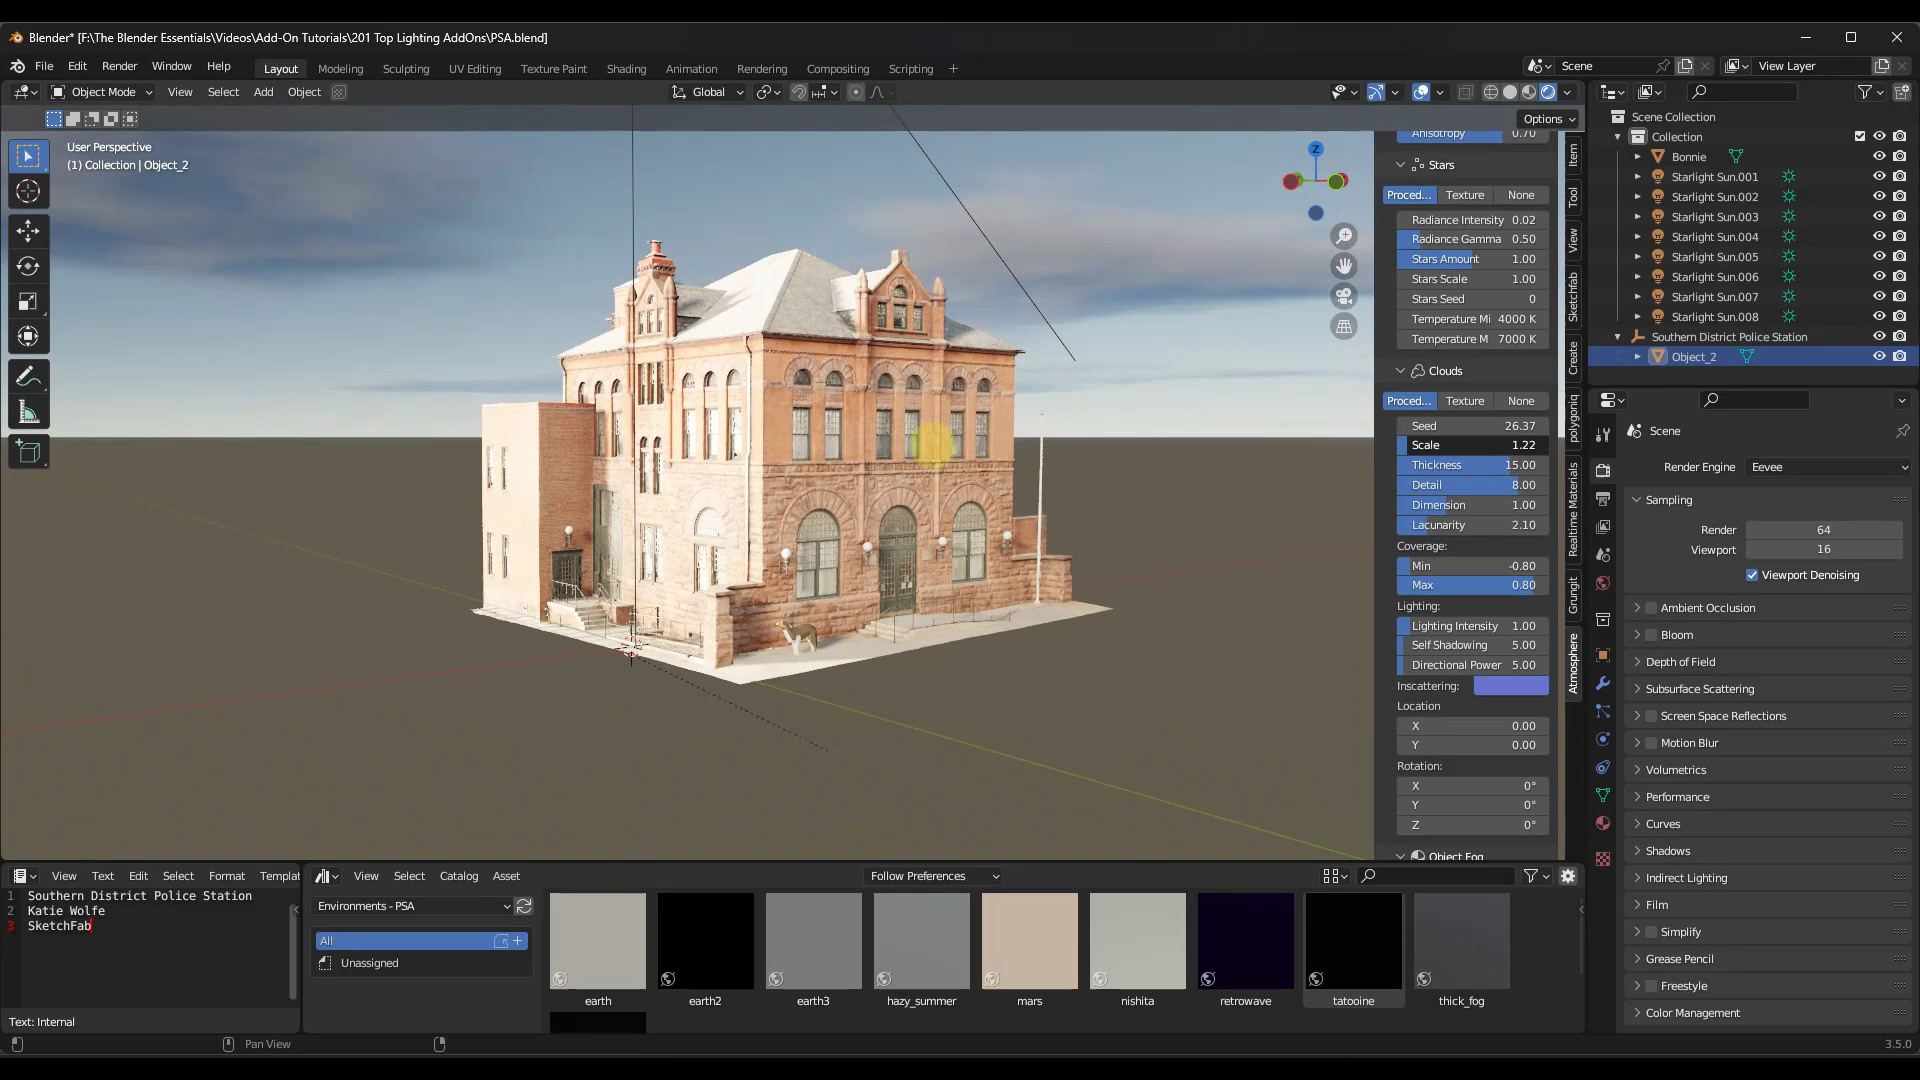 Blender* [F:\The Blender Essentials\Videos\Add-On Tutorials\201 Top Lighting AddOns\PSA.blend]
File Edit Render Window Help
Layout Modeling Sculpting UV Editing Texture Paint Shading Animation Rendering Compositing Scripting +
Scene
View Layer
Object Mode View Select Add Object
Global
Options
User Perspective
(1) Collection | Object_2
Z
Anisotropy 0.70
Stars
Proced... Texture None
Radiance Intensity 0.02
Radiance Gamma 0.50
Stars Amount 1.00
Stars Scale 1.00
Stars Seed 0
Temperature Mi 4000 K
Temperature M 7000 K
Clouds
Proced... Texture None
Seed 26.37
Scale 1.22
Thickness 15.00
Detail 8.00
Dimension 1.00
Lacunarity 2.10
Coverage:
Min -0.80
Max 0.80
Lighting:
Lighting Intensity 1.00
Self Shadowing 5.00
Directional Power 5.00
Inscattering:
Location
X 0.00
Y 0.00
Rotation:
X 0°
Y 0°
Z 0°
Object Fog
Item
Tool
View
Sketchfab
Create
polygoniq
Realtime Materials
Grungit
Atmosphere
Scene Collection
Collection
Bonnie
Starlight Sun.001
Starlight Sun.002
Starlight Sun.003
Starlight Sun.004
Starlight Sun.005
Starlight Sun.006
Starlight Sun.007
Starlight Sun.008
Southern District Police Station
Object_2
Scene
Render Engine Eevee
Sampling
Render 64
Viewport 16
Viewport Denoising
Ambient Occlusion
Bloom
Depth of Field
Subsurface Scattering
Screen Space Reflections
Motion Blur
Volumetrics
Performance
Curves
Shadows
Indirect Lighting
Film
Simplify
Grease Pencil
Freestyle
Color Management
View Text Edit Select Format Templat
1 Southern District Police Station
2 Katie Wolfe
3 SketchFab
Text: Internal
View Select Catalog Asset
Follow Preferences
Environments - PSA
All
Unassigned
earth earth2 earth3 hazy_summer mars nishita retrowave tatooine thick_fog
Pan View
3.5.0